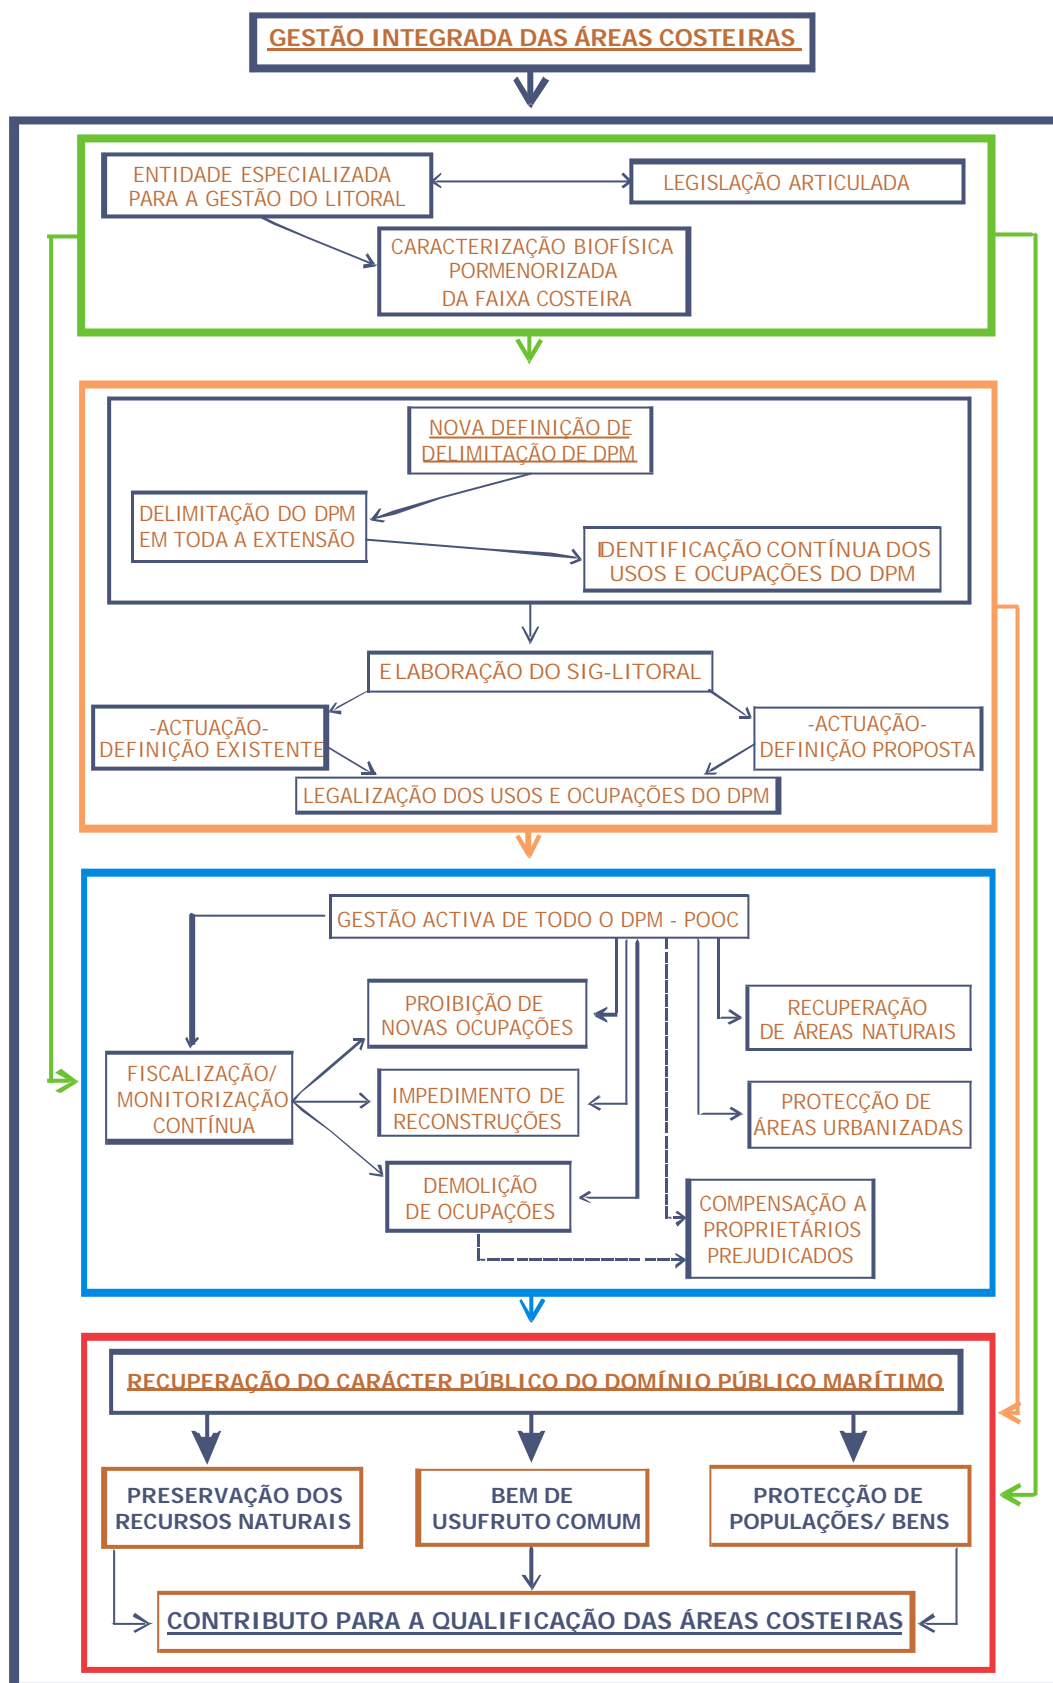 GESTÃO INTEGRADA DAS ÁREAS COSTEIRAS
ENTIDADE ESPECIALIZADA
PARA A GESTÃO DO LITORAL
LEGISLAÇÃO ARTICULADA
CARACTERIZAÇÃO BIOFÍSICA
PORMENORIZADA
DA FAIXA COSTEIRA
NOVA DEFINIÇÃO DE
DELIMITAÇÃO DE DPM
DELIMITAÇÃO DO DPM
EM TODA A EXTENSÃO
IDENTIFICAÇÃO CONTÍNUA DOS
USOS E OCUPAÇÕES DO DPM
ELABORAÇÃO DO SIG-LITORAL
-ACTUAÇÃO-
DEFINIÇÃO EXISTENTE
-ACTUAÇÃO-
DEFINIÇÃO PROPOSTA
LEGALIZAÇÃO DOS USOS E OCUPAÇÕES DO DPM
GESTÃO ACTIVA DE TODO O DPM - POOC
PROIBIÇÃO DE
NOVAS OCUPAÇÕES
RECUPERAÇÃO
DE ÁREAS NATURAIS
FISCALIZAÇÃO/
MONITORIZAÇÃO
CONTÍNUA
IMPEDIMENTO DE
RECONSTRUÇÕES
PROTECÇÃO DE
ÁREAS URBANIZADAS
DEMOLIÇÃO
DE OCUPAÇÕES
COMPENSAÇÃO A
PROPRIETÁRIOS
PREJUDICADOS
RECUPERAÇÃO DO CARÁCTER PÚBLICO DO DOMÍNIO PÚBLICO MARÍTIMO
PRESERVAÇÃO DOS
RECURSOS NATURAIS
BEM DE
USUFRUTO COMUM
PROTECÇÃO DE
POPULAÇÕES/ BENS
CONTRIBUTO PARA A QUALIFICAÇÃO DAS ÁREAS COSTEIRAS